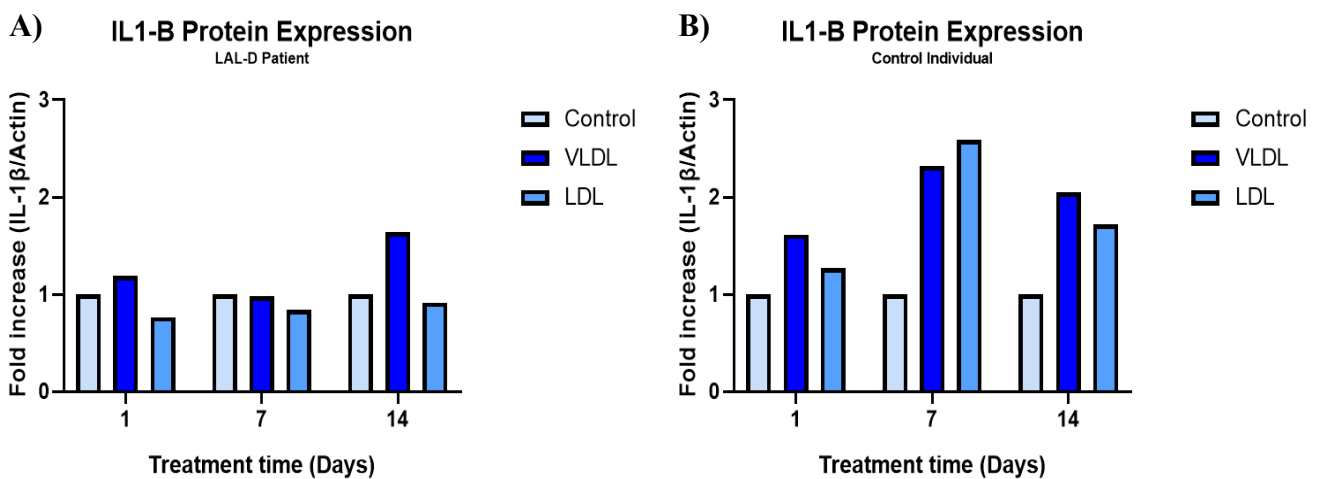 A)
IL1-B Protein Expression
LAL-D Patient
Fold increase (IL-1β/Actin)
3
2
1
0
1 7 14
Treatment time (Days)
Control
VLDL
LDL
B)
IL1-B Protein Expression
Control Individual
Fold increase (IL-1β/Actin)
3
2
1
0
1 7 14
Treatment time (Days)
Control
VLDL
LDL